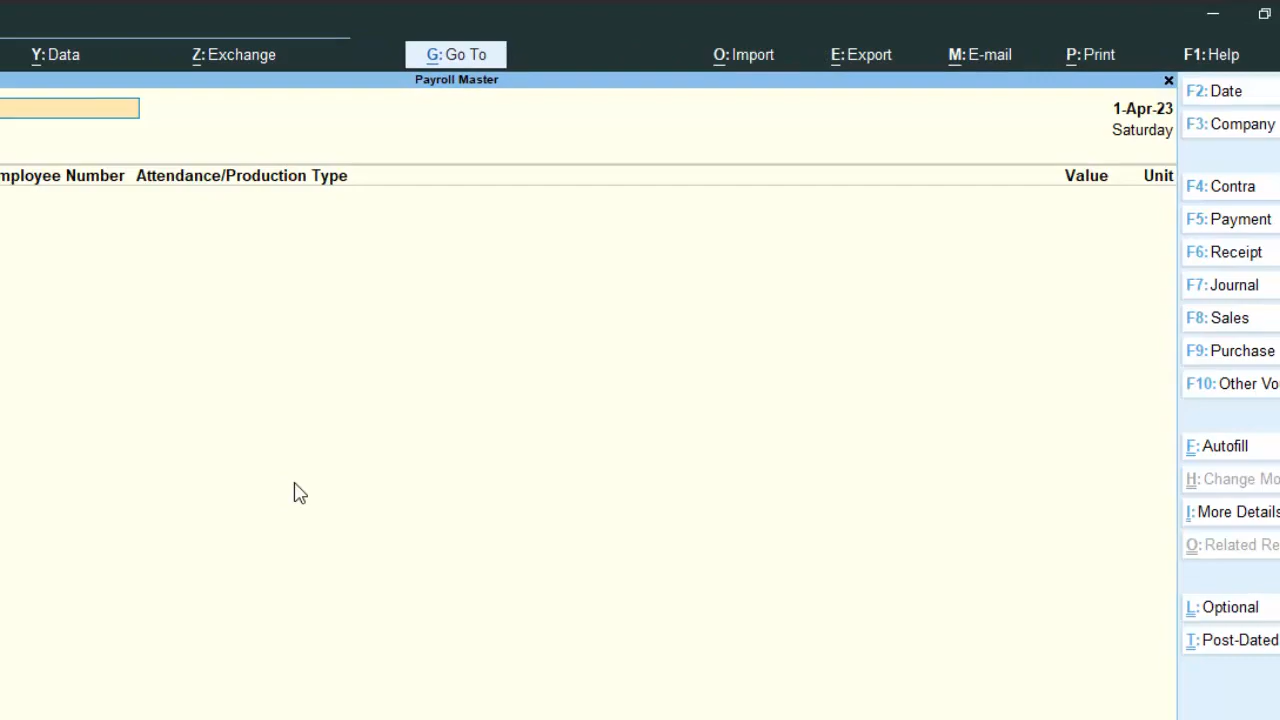 Y: Data Z: Exchange G: Go To O: Import E: Export M: E-mail P: Print F1: Help
Payroll Master
1-Apr-23
Saturday
mployee Number Attendance/Production Type Value Unit
F2: Date
F3: Company
F4: Contra
F5: Payment
F6: Receipt
F7: Journal
F8: Sales
F9: Purchase
F10: Other Vo
F: Autofill
H: Change Mo
I: More Details
O: Related Re
L: Optional
T: Post-Dated